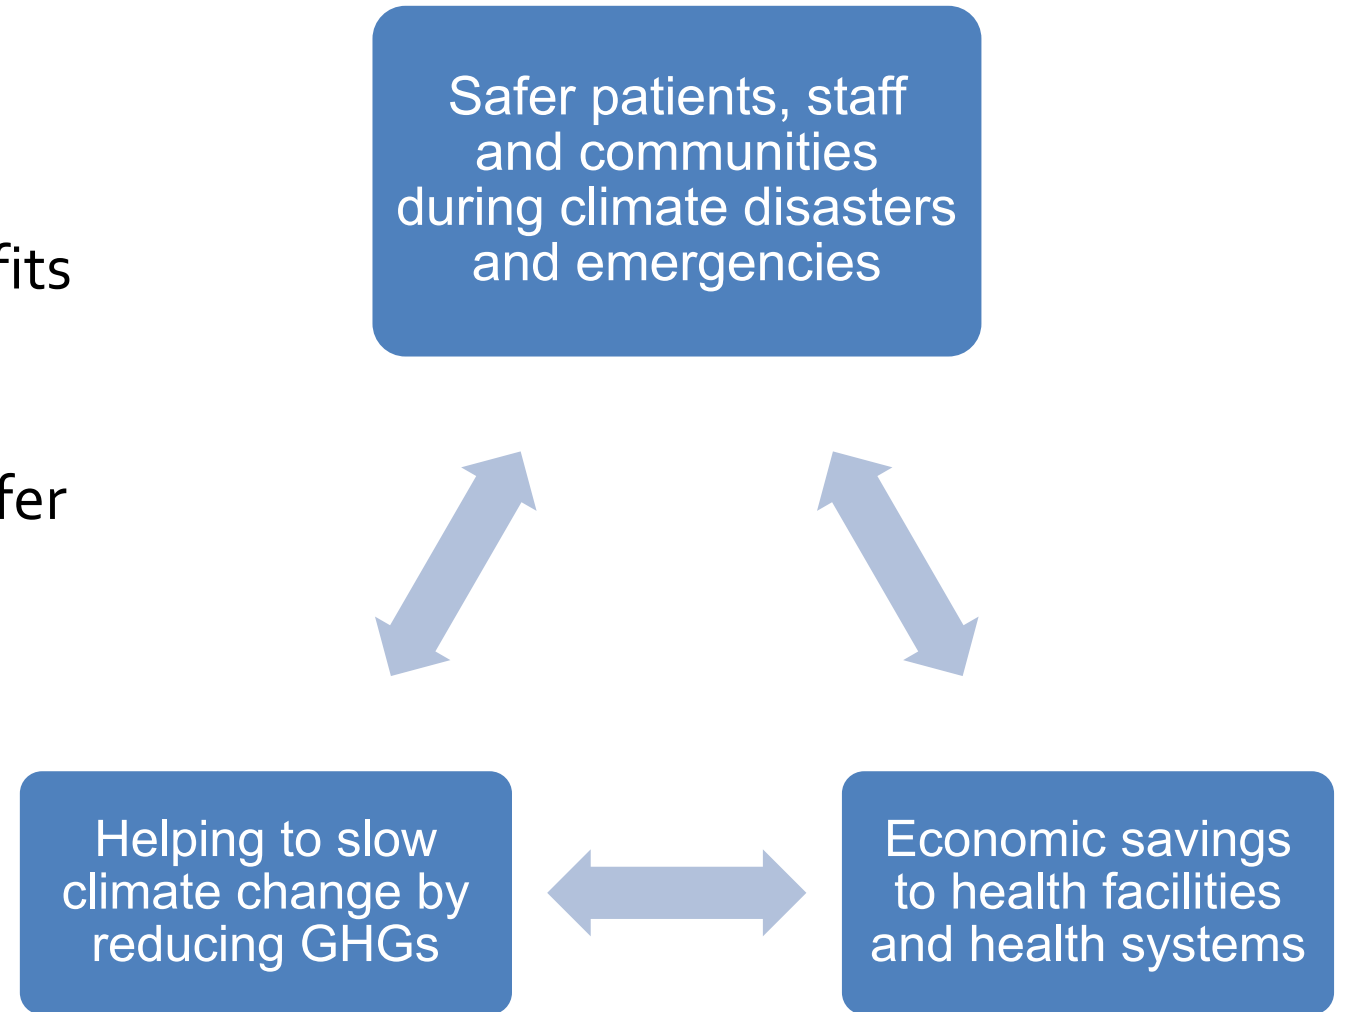 Safer patients, staff
and communities
during climate disasters
and emergencies
fits
fer
Helping to slow
climate change by
reducing GHGs
Economic savings
to health facilities
and health systems